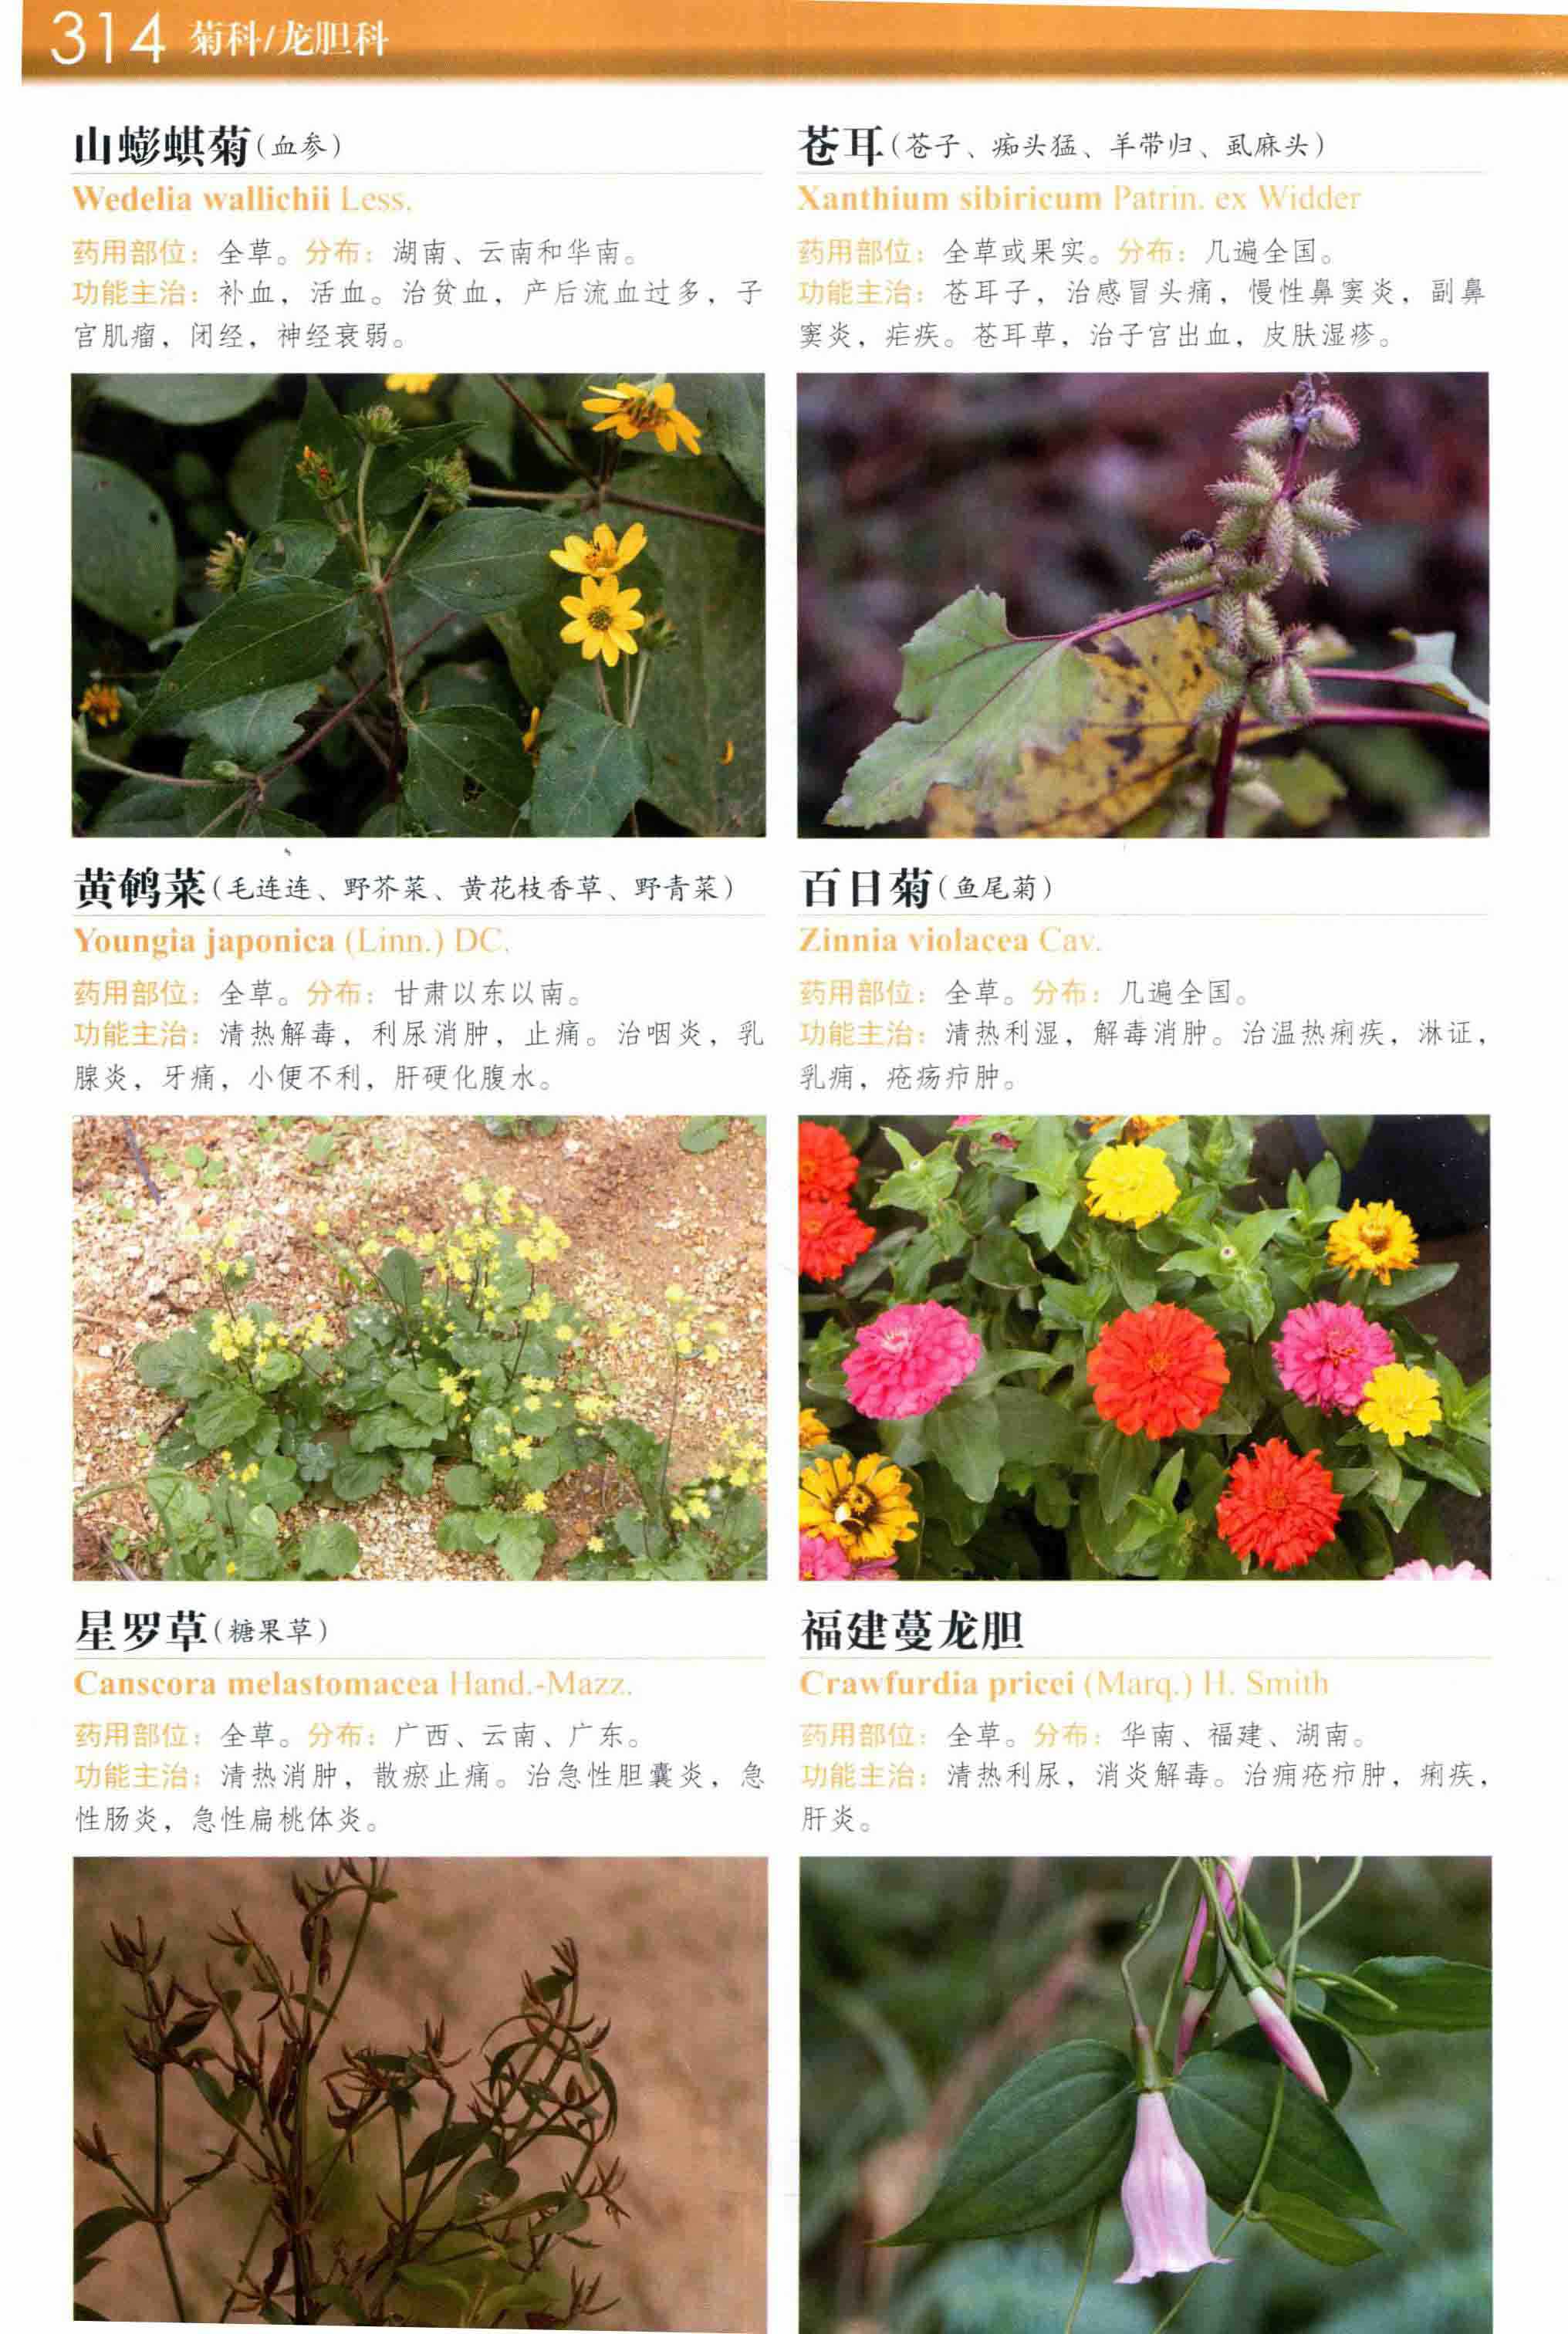 314 菊科/龙胆科
山蟛蜞菊（血参）
Wedelia wallichii Less.
药用部位：全草。分布：湖南、云南和华南。
功能主治：补血，活血。治贫血，产后流血过多，子
宫肌瘤，闭经，神经衰弱。
苍耳（苍子、痴头猛、羊带归、虱麻头）
Xanthium sibiricum Patrin. ex Widder
药用部位：全草或果实。分布：几遍全国。
功能主治：苍耳子，治感冒头痛，慢性鼻窦炎，副鼻
窦炎，疟疾。苍耳草，治子宫出血，皮肤湿疹。
黄鹌菜（毛连连、野芥菜、黄花枝香草、野青菜）
Youngia japonica (Linn.) DC.
药用部位：全草。分布：甘肃以东以南。
功能主治：清热解毒，利尿消肿，止痛。治咽炎，乳
腺炎，牙痛，小便不利，肝硬化腹水。
百日菊（鱼尾菊）
Zinnia violacea Cav.
药用部位：全草。分布：几遍全国。
功能主治：清热利湿，解毒消肿。治温热痢疾，淋证，
乳痈，疮疡疖肿。
星罗草（糖果草）
Canscora melastomacea Hand.-Mazz.
药用部位：全草。分布：广西、云南、广东。
功能主治：清热消肿，散瘀止痛。治急性胆囊炎，急
性肠炎，急性扁桃体炎。
福建蔓龙胆
Crawfurdia pricei (Marq.) H. Smith
药用部位：全草。分布：华南、福建、湖南。
功能主治：清热利尿，消炎解毒。治痈疮疖肿，痢疾，
肝炎。